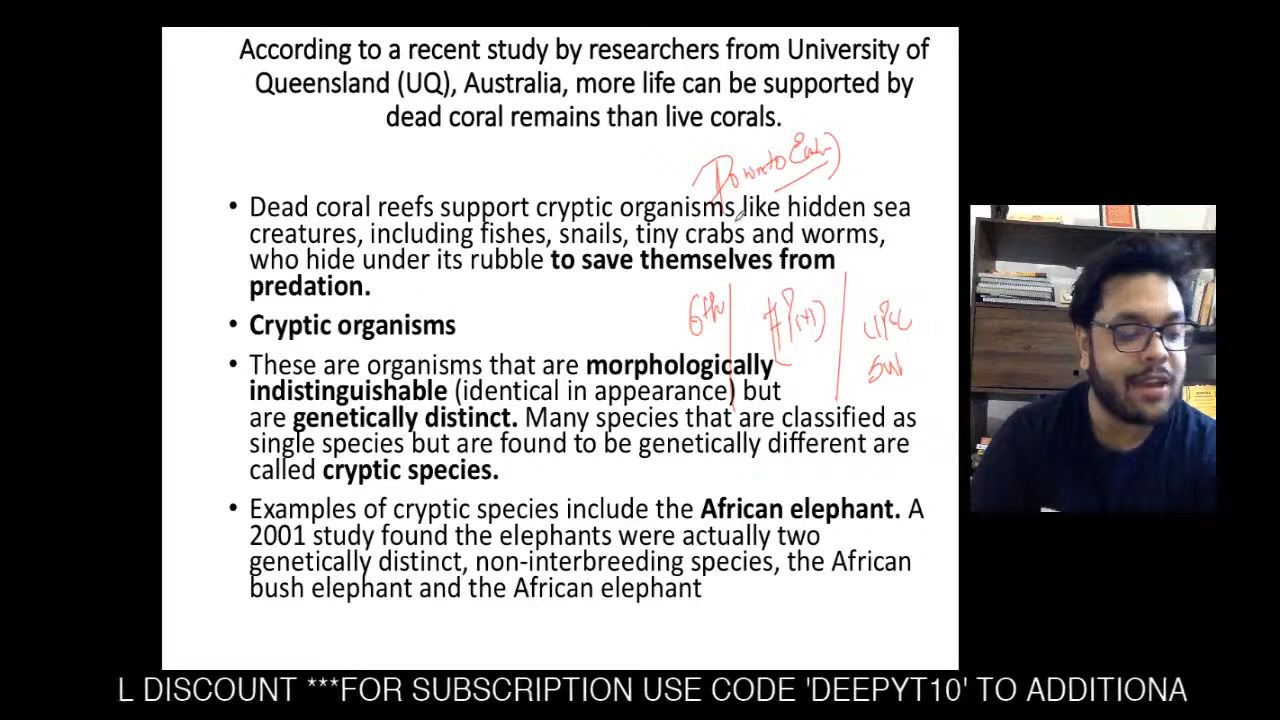 According to a recent study by researchers from University of
Queensland (UQ), Australia, more life can be supported by
dead coral remains than live corals.
Down to Earth
• Dead coral reefs support cryptic organisms like hidden sea
creatures, including fishes, snails, tiny crabs and worms,
who hide under its rubble to save themselves from
predation.
6th
• Cryptic organisms
• These are organisms that are morphologically
indistinguishable (identical in appearance) but
are genetically distinct. Many species that are classified as
single species but are found to be genetically different are
called cryptic species.
• Examples of cryptic species include the African elephant. A
2001 study found the elephants were actually two
genetically distinct, non-interbreeding species, the African
bush elephant and the African elephant
L DISCOUNT ***FOR SUBSCRIPTION USE CODE 'DEEPYT10' TO ADDITIONA